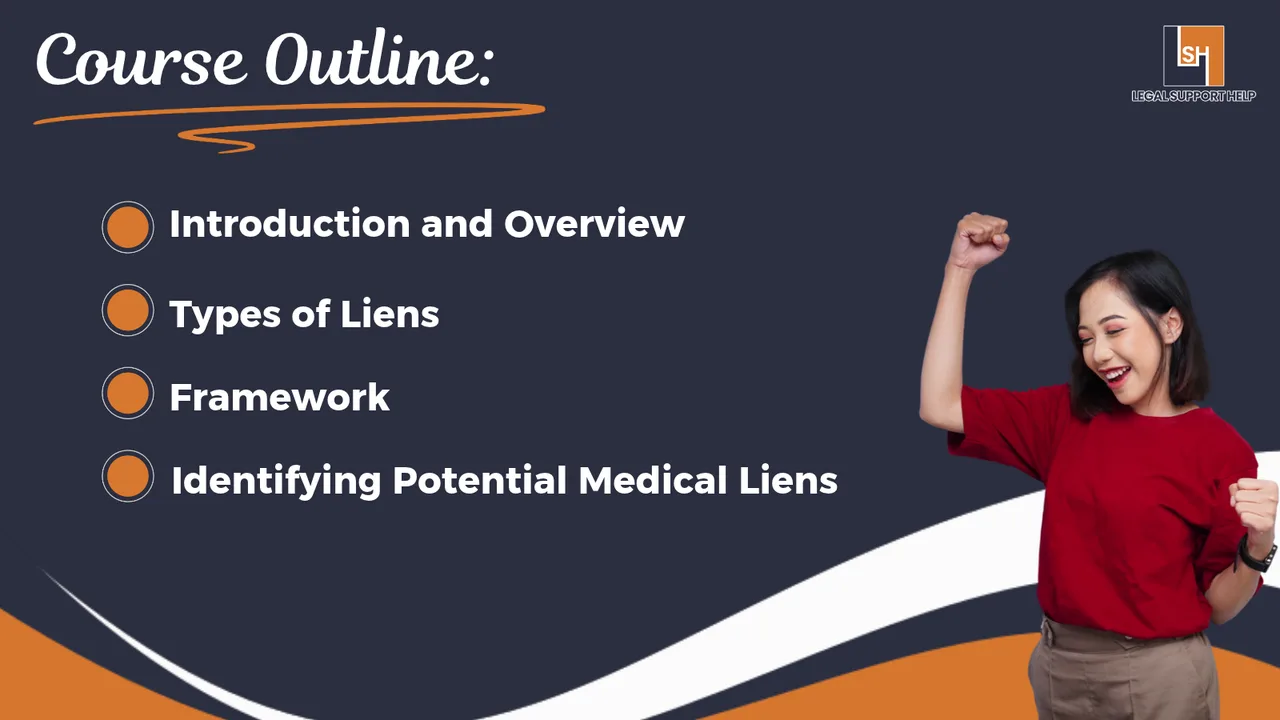 Course Outline:
LSH
LEGAL SUPPORT HELP
Introduction and Overview
Types of Liens
Framework
Identifying Potential Medical Liens